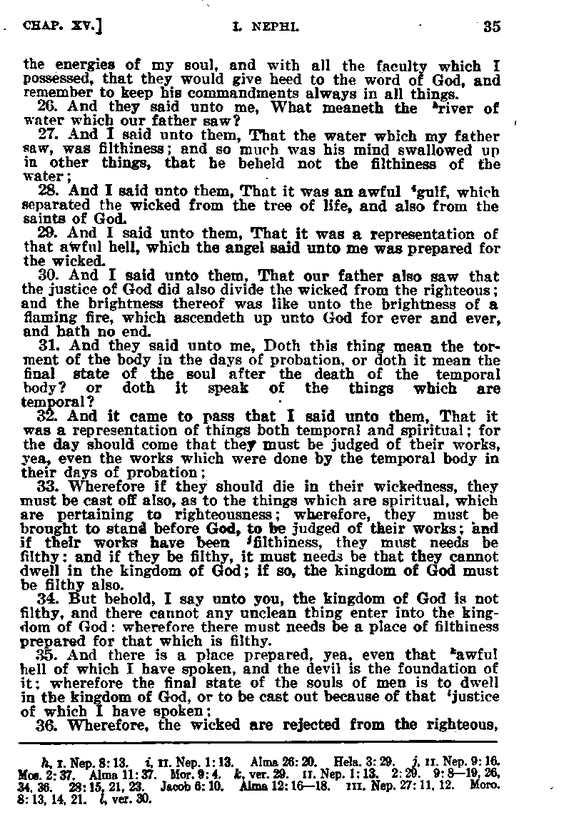 CHAP. XV.] I. NEPHI. 35
the energies of my soul, and with all the faculty which I
possessed, that they would give heed to the word of God, and
remember to keep his commandments always in all things.
26. And they said unto me, What meaneth the hriver of
water which our father saw?
27. And I said unto them, That the water which my father
saw, was filthiness; and so much was his mind swallowed up
in other things, that he beheld not the filthiness of the
water;
28. And I said unto them, That it was an awful igulf, which
separated the wicked from the tree of life, and also from the
saints of God.
29. And I said unto them, That it was a representation of
that awful hell, which the angel said unto me was prepared for
the wicked.
30. And I said unto them, That our father also saw that
the justice of God did also divide the wicked from the righteous;
and the brightness thereof was like unto the brightness of a
flaming fire, which ascendeth up unto God for ever and ever,
and hath no end.
31. And they said unto me, Doth this thing mean the tor-
ment of the body in the days of probation, or doth it mean the
final state of the soul after the death of the temporal
body? or doth it speak of the things which are
temporal?
32. And it came to pass that I said unto them, That it
was a representation of things both temporal and spiritual; for
the day should come that they must be judged of their works,
yea, even the works which were done by the temporal body in
their days of probation;
33. Wherefore if they should die in their wickedness, they
must be cast off also, as to the things which are spiritual, which
are pertaining to righteousness; wherefore, they must be
brought to stand before God, to be judged of their works; and
if their works have been jfilthiness, they must needs be
filthy: and if they be filthy, it must needs be that they cannot
dwell in the kingdom of God; if so, the kingdom of God must
be filthy also.
34. But behold, I say unto you, the kingdom of God is not
filthy, and there cannot any unclean thing enter into the king-
dom of God: wherefore there must needs be a place of filthiness
prepared for that which is filthy.
35. And there is a place prepared, yea, even that kawful
hell of which I have spoken, and the devil is the foundation of
it; wherefore the final state of the souls of men is to dwell
in the kingdom of God, or to be cast out because of that ljustice
of which I have spoken;
36. Wherefore, the wicked are rejected from the righteous,
h, I. Nep. 8:13. i, II. Nep. 1:13. Alma 26:20. Hela. 3:29. j, II. Nep. 9:16.
Mos. 2:37. Alma 11:37. Mor. 9:4. k, ver. 29. II. Nep. 1:13. 2:29. 9:8—19, 26,
34, 36. 28:15, 21, 23. Jacob 6:10. Alma 12:16—18. III. Nep. 27:11, 12. Moro.
8:13, 14, 21. l, ver. 30.